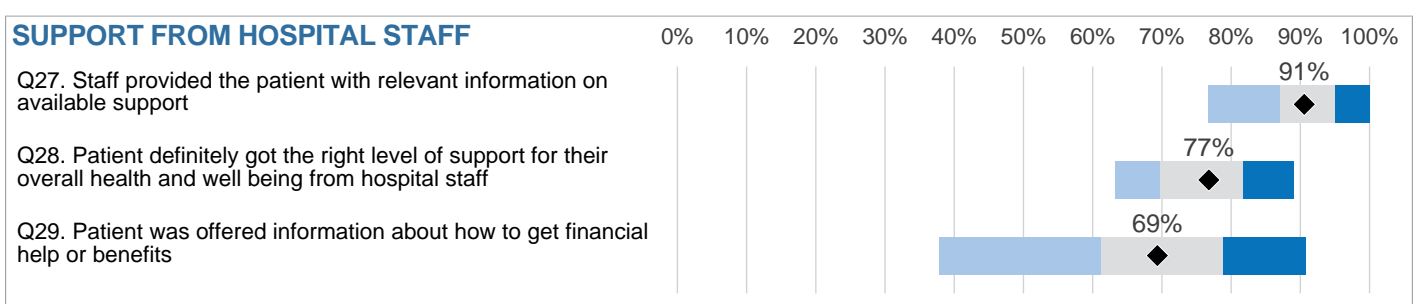 SUPPORT FROM HOSPITAL STAFF
0% 10% 20% 30% 40% 50% 60% 70% 80% 90% 100%
Q27. Staff provided the patient with relevant information on
available support
91%
Q28. Patient definitely got the right level of support for their
overall health and well being from hospital staff
77%
Q29. Patient was offered information about how to get financial
help or benefits
69%